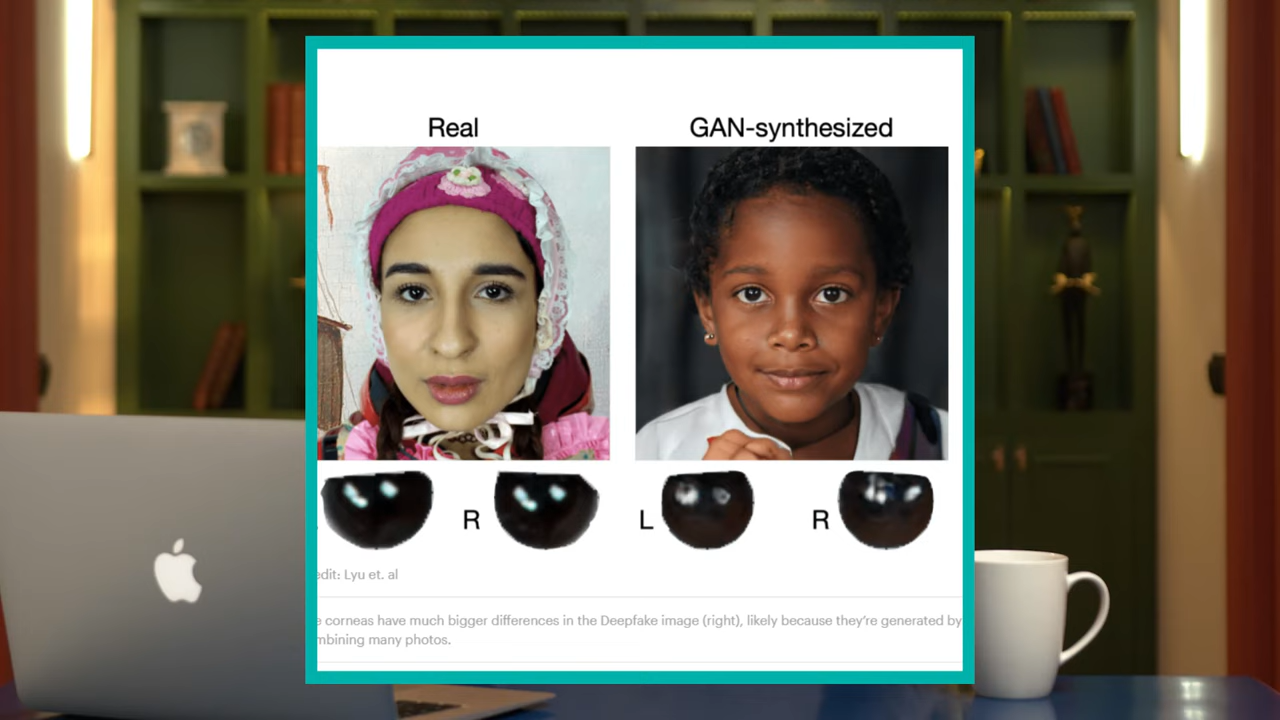 Real
GAN-synthesized
R
L
R
edit: Lyu et. al
e corneas have much bigger differences in the Deepfake image (right), likely because they're generated by
mbining many photos.